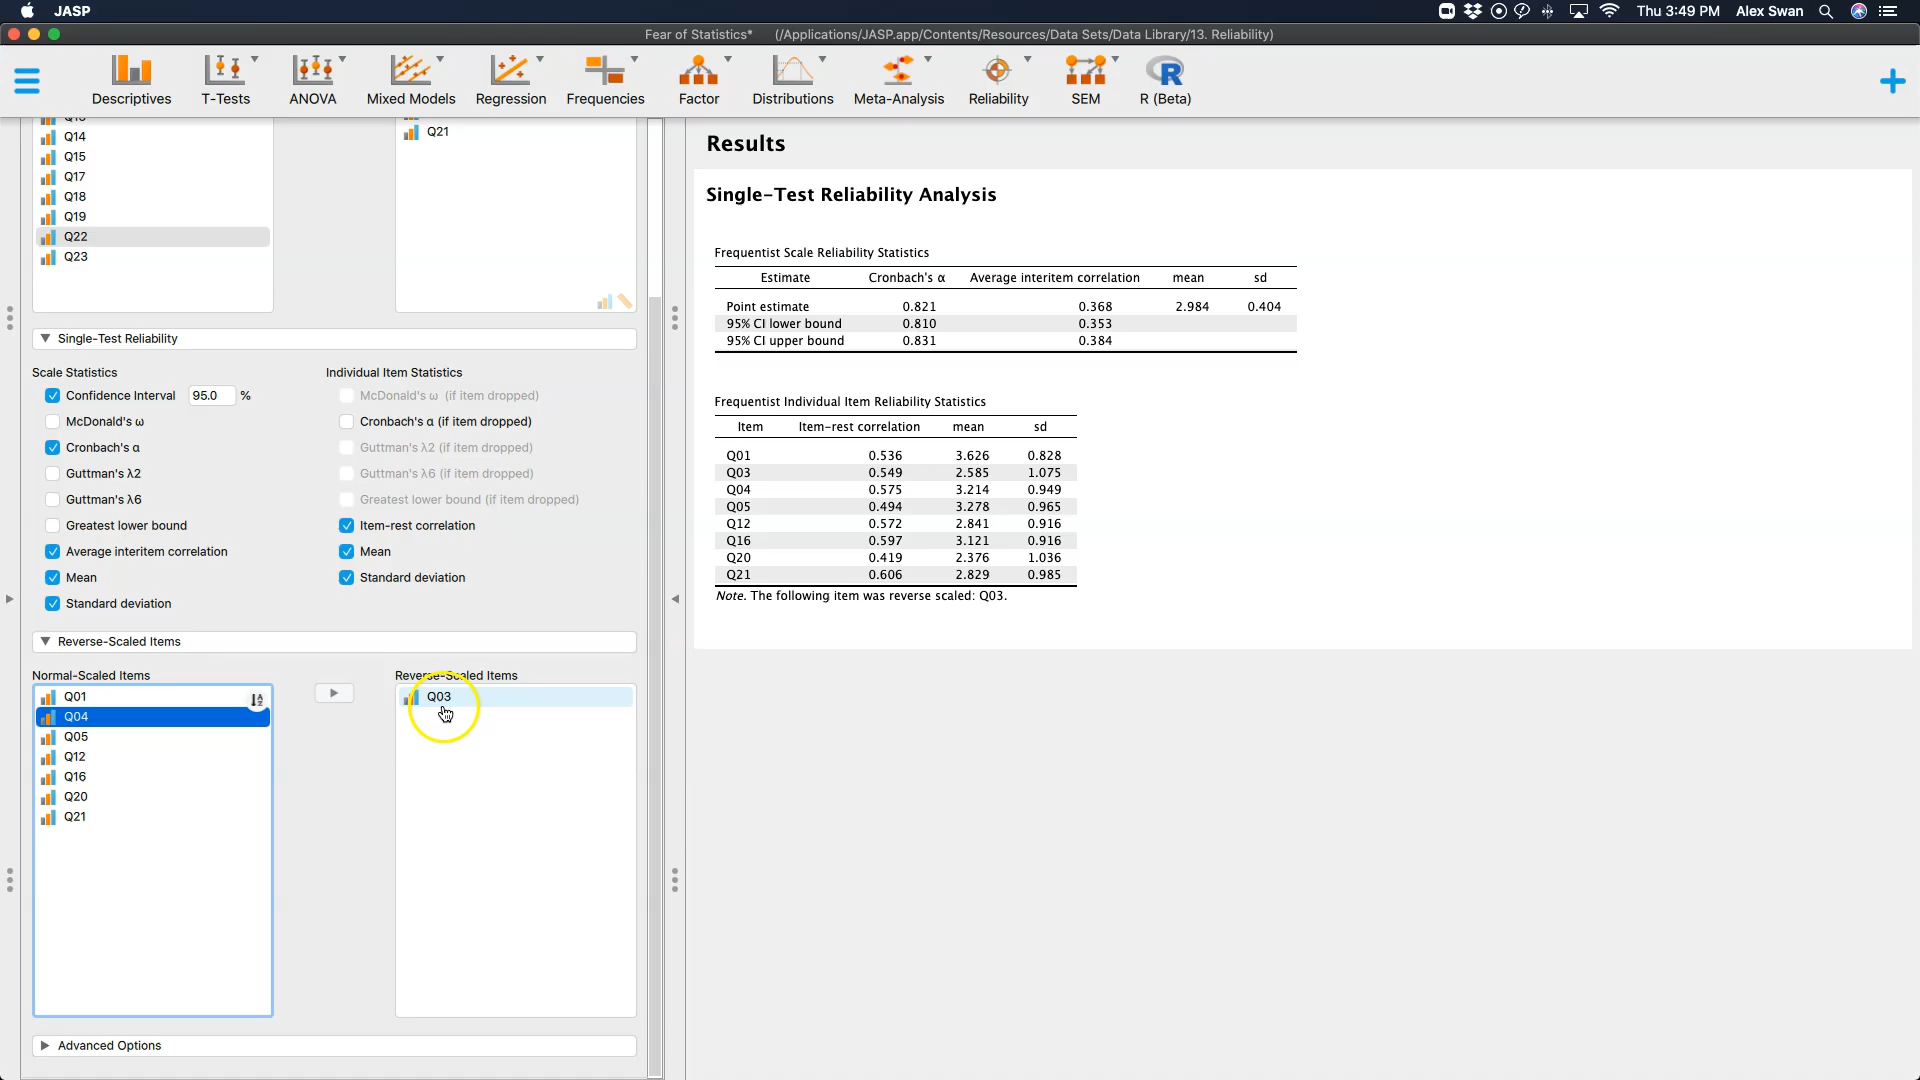 JASP
Thu 3:49 PM Alex Swan
Fear of Statistics* (/Applications/JASP.app/Contents/Resources/Data Sets/Data Library/13. Reliability)
Descriptives T-Tests ANOVA Mixed Models Regression Frequencies Factor Distributions Meta-Analysis Reliability SEM R (Beta)
Q14
Q15
Q17
Q18
Q19
Q22
Q23
Q21
Single-Test Reliability
Scale Statistics
Confidence Interval 95.0 %
McDonald's ω
Cronbach's α
Guttman's λ2
Guttman's λ6
Greatest lower bound
Average interitem correlation
Mean
Standard deviation
Individual Item Statistics
McDonald's ω (if item dropped)
Cronbach's α (if item dropped)
Guttman's λ2 (if item dropped)
Guttman's λ6 (if item dropped)
Greatest lower bound (if item dropped)
Item-rest correlation
Mean
Standard deviation
Reverse-Scaled Items
Normal-Scaled Items
Q01
Q04
Q05
Q12
Q16
Q20
Q21
Reverse-Scaled Items
Q03
Advanced Options
Results
Single-Test Reliability Analysis
Frequentist Scale Reliability Statistics
Estimate Cronbach's α Average interitem correlation mean sd
Point estimate 0.821 0.368 2.984 0.404
95% CI lower bound 0.810 0.353
95% CI upper bound 0.831 0.384
Frequentist Individual Item Reliability Statistics
Item Item-rest correlation mean sd
Q01 0.536 3.626 0.828
Q03 0.549 2.585 1.075
Q04 0.575 3.214 0.949
Q05 0.494 3.278 0.965
Q12 0.572 2.841 0.916
Q16 0.597 3.121 0.916
Q20 0.419 2.376 1.036
Q21 0.606 2.829 0.985
Note. The following item was reverse scaled: Q03.